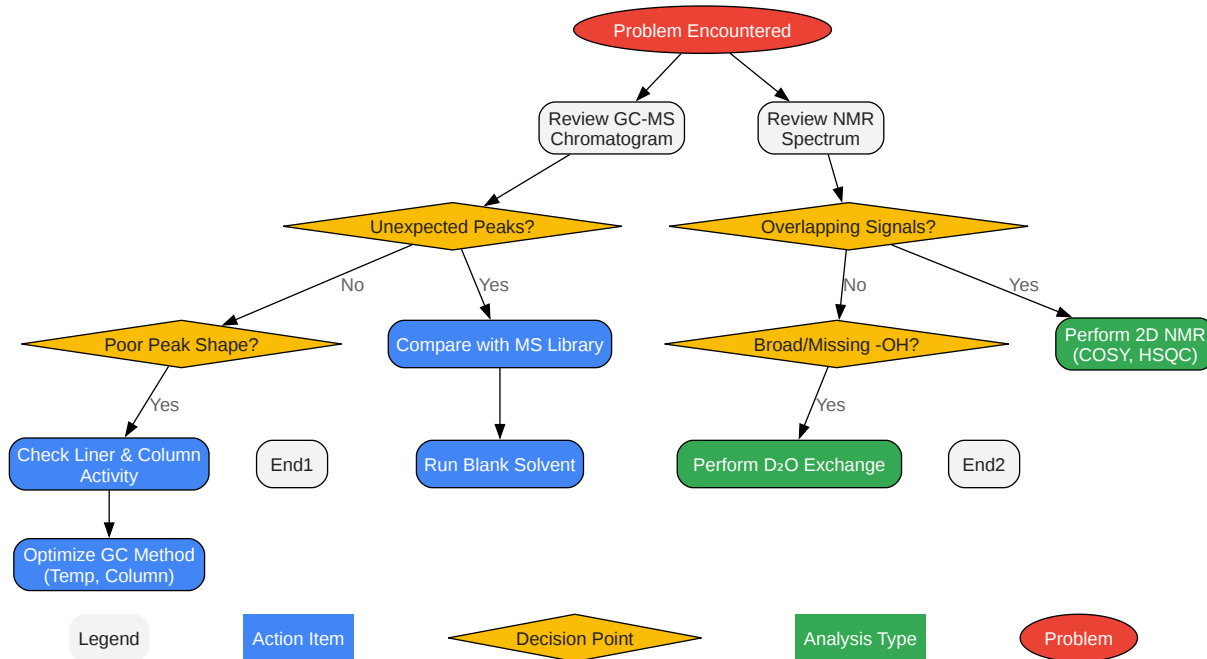 Problem Encountered
Review GC-MS
Chromatogram
Review NMR
Spectrum
Unexpected Peaks?
Overlapping Signals?
No
Yes
No
Yes
Poor Peak Shape?
Compare with MS Library
Broad/Missing -OH?
Perform 2D NMR
(COSY, HSQC)
Yes
Yes
Check Liner & Column
Activity
End1
Run Blank Solvent
Perform D₂O Exchange
End2
Optimize GC Method
(Temp, Column)
Legend
Action Item
Decision Point
Analysis Type
Problem